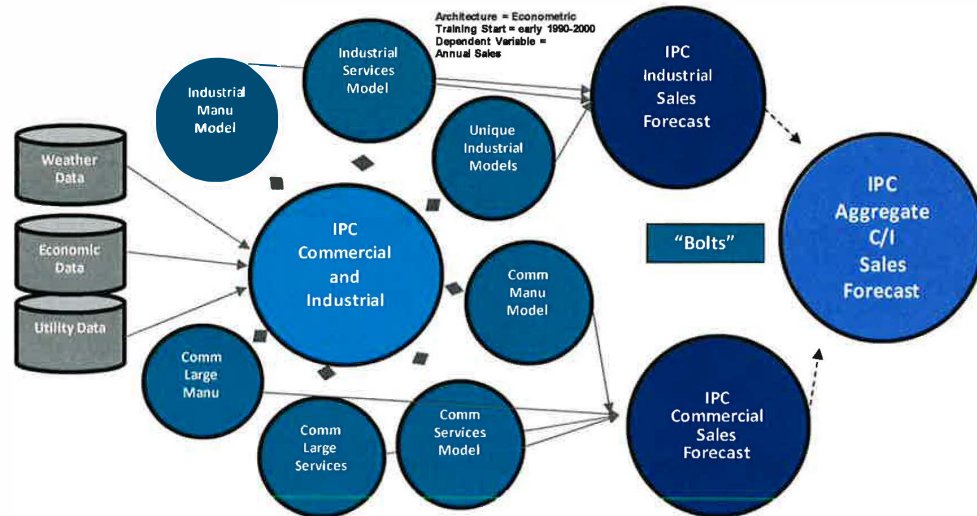 Architecture = Econometric
Training Start = early 1990-2000
Dependent Variable =
Annual Sales
Industrial
Manu
Model
Industrial
Services
Model
Unique
Industrial
Models
IPC
Industrial
Sales
Forecast
Weather
Data
Economic
Data
Utility Data
IPC
Commercial
and
Industrial
"Bolts"
IPC
Aggregate
C/I
Sales
Forecast
Comm
Manu
Model
Comm
Large
Manu
Comm
Large
Services
Comm
Services
Model
IPC
Commercial
Sales
Forecast